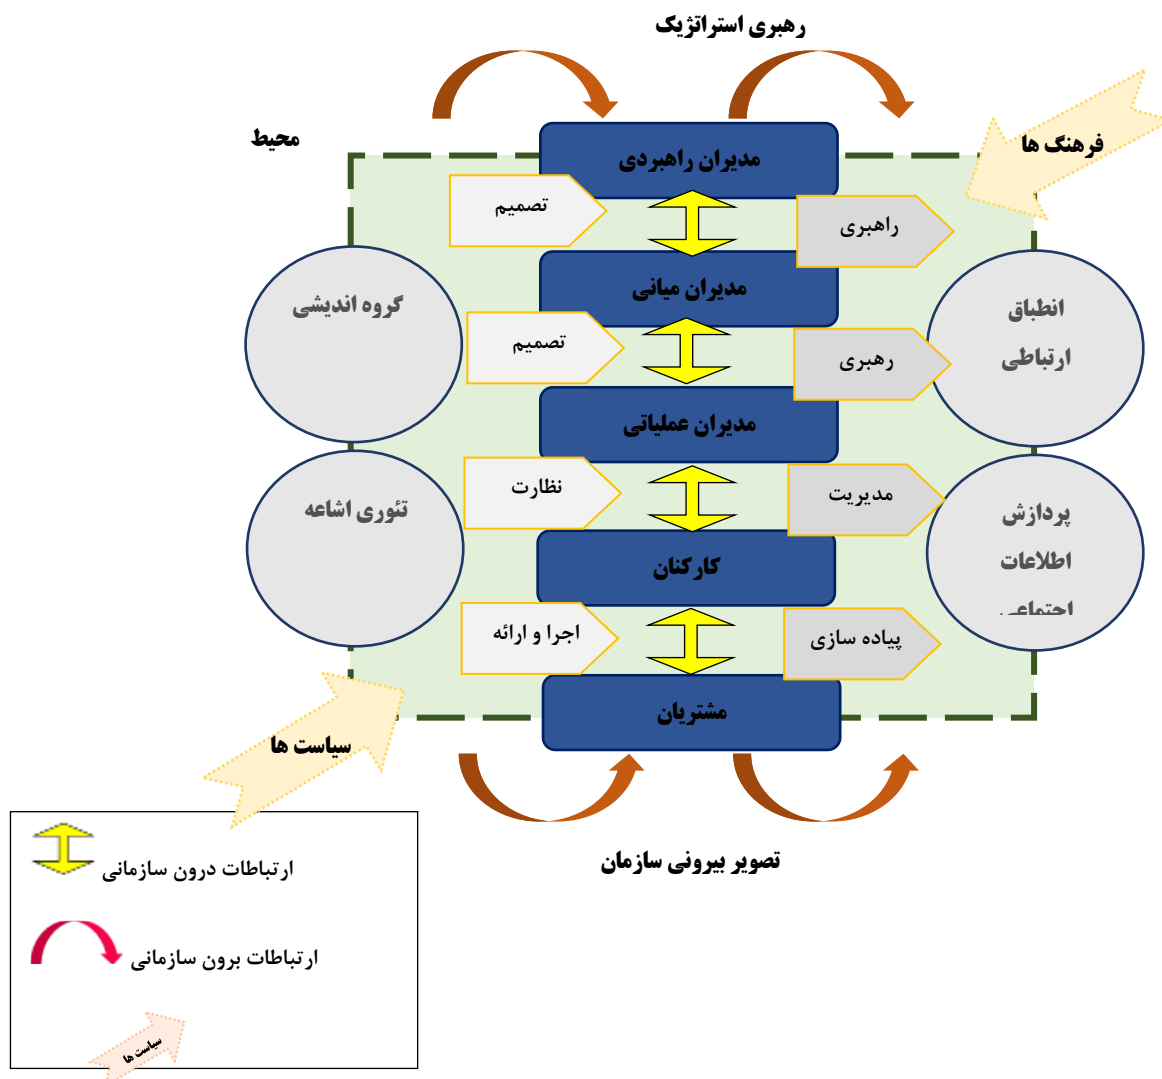 رهبری استراتژیک
محیط
فرهنگ ها
مدیران راهبردی
تصمیم
راهبری
مدیران میانی
گروه اندیشی
انطباق
ارتباطی
تصمیم
رهبری
مدیران عملیاتی
نظارت
مدیریت
تئوری اشاعه
پردازش
اطلاعات
اجتماعی
کارکنان
اجرا و ارائه
پیاده سازی
مشتریان
سیاست ها
تصویر بیرونی سازمان
ارتباطات درون سازمانی
ارتباطات برون سازمانی
سیاست ها